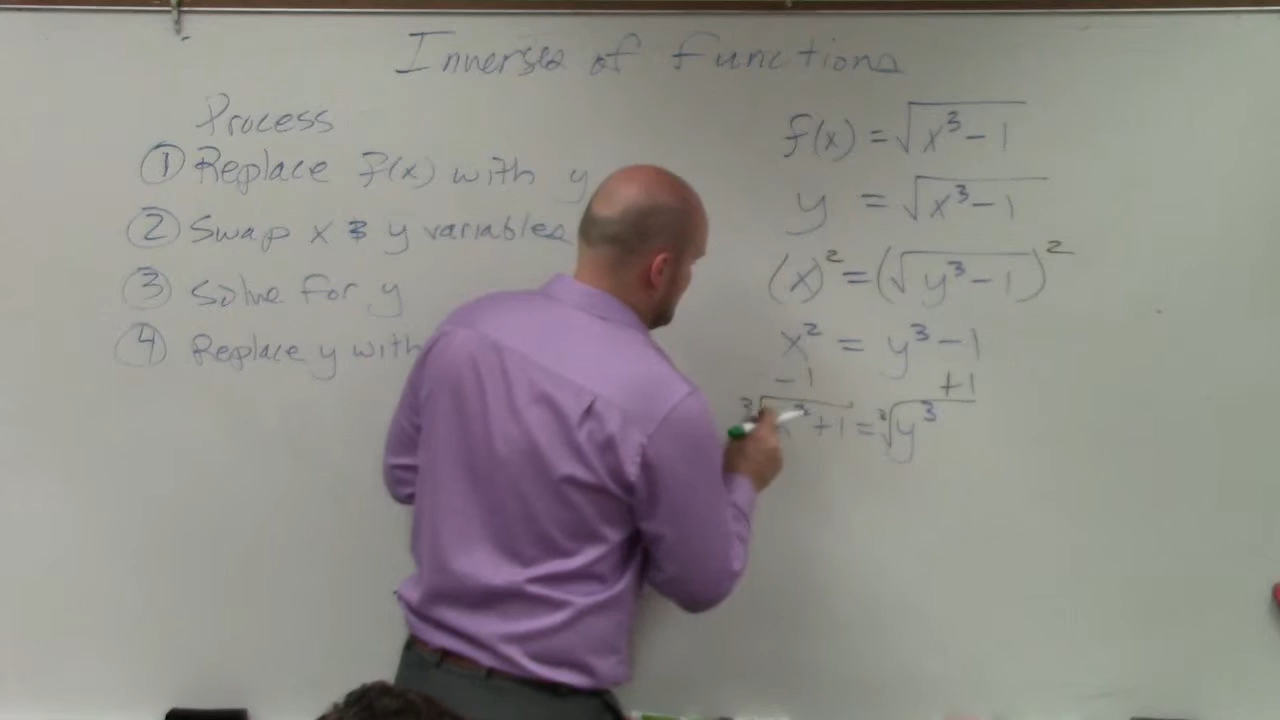 Inverse of functions
Process
① Replace f(x) with y
② Swap x & y variables
③ Solve for y
④ Replace y with
f(x) = √(x³ - 1)
y = √(x³ - 1)
(x)² = (√(y³ - 1))²
x² = y³ - 1
-1 +1
∛(x² + 1) = ∛(y³)